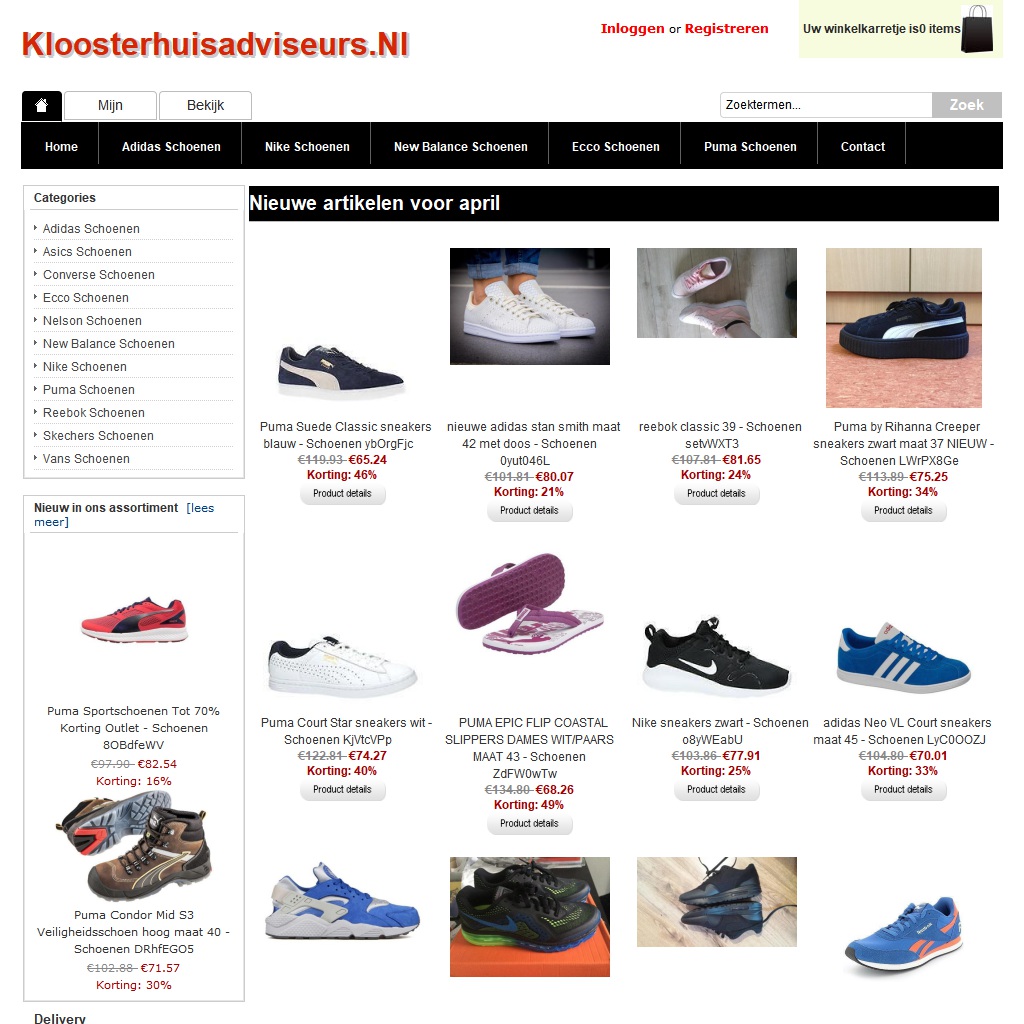 Kloosterhuisadviseurs.Nl
Inloggen or Registreren
Uw winkelkarretje is0 items
Mijn
Bekijk
Zoektermen...
Zoek
Home
Adidas Schoenen
Nike Schoenen
New Balance Schoenen
Ecco Schoenen
Puma Schoenen
Contact
Categories
Adidas Schoenen
Asics Schoenen
Converse Schoenen
Ecco Schoenen
Nelson Schoenen
New Balance Schoenen
Nike Schoenen
Puma Schoenen
Reebok Schoenen
Skechers Schoenen
Vans Schoenen
Nieuw in ons assortiment [lees
meer]
Puma Sportschoenen Tot 70%
Korting Outlet - Schoenen
8OBdfeWV
€97.90 €82.54
Korting: 16%
Puma Condor Mid S3
Veiligheidsschoen hoog maat 40 -
Schoenen DRhfEGO5
€102.88 €71.57
Korting: 30%
Delivery
Nieuwe artikelen voor april
Puma Suede Classic sneakers
blauw - Schoenen ybOrgFjc
€119.93 €65.24
Korting: 46%
Product details
nieuwe adidas stan smith maat
42 met doos - Schoenen
0yut046L
€101.81 €80.07
Korting: 21%
Product details
reebok classic 39 - Schoenen
setvWXT3
€107.81 €81.65
Korting: 24%
Product details
Puma by Rihanna Creeper
sneakers zwart maat 37 NIEUW -
Schoenen LWrPX8Ge
€113.89 €75.25
Korting: 34%
Product details
Puma Court Star sneakers wit -
Schoenen KjVtcVPp
€122.81 €74.27
Korting: 40%
Product details
PUMA EPIC FLIP COASTAL
SLIPPERS DAMES WIT/PAARS
MAAT 43 - Schoenen
ZdFW0wTw
€134.80 €68.26
Korting: 49%
Product details
Nike sneakers zwart - Schoenen
o8yWEabU
€103.86 €77.91
Korting: 25%
Product details
adidas Neo VL Court sneakers
maat 45 - Schoenen LyC0OOZJ
€104.80 €70.01
Korting: 33%
Product details